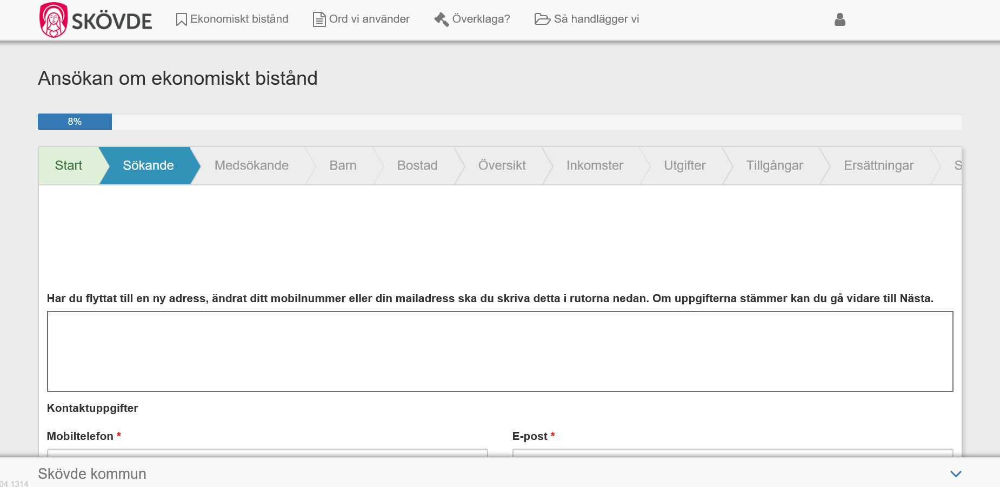 SKÖVDE Ekonomiskt bistånd Ord vi använder Överklaga? Så handlägger vi
Ansökan om ekonomiskt bistånd
8%
Start Sökande Medsökande Barn Bostad Översikt Inkomster Utgifter Tillgångar Ersättningar S
Har du flyttat till en ny adress, ändrat ditt mobilnummer eller din mailadress ska du skriva detta i rutorna nedan. Om uppgifterna stämmer kan du gå vidare till Nästa.
Kontaktuppgifter
Mobiltelefon * E-post *
Skövde kommun
04.1314